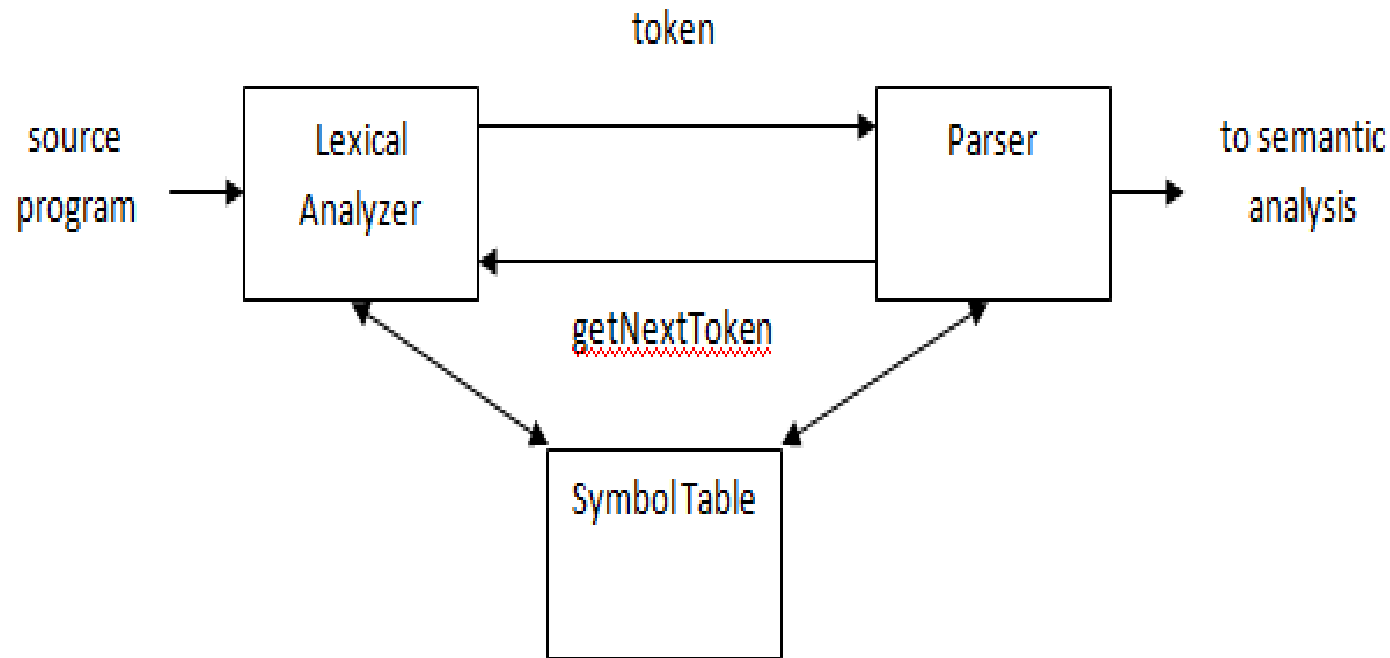 token
source
program
Lexical
Analyzer
Parser
to semantic
analysis
getNextToken
Symbol Table